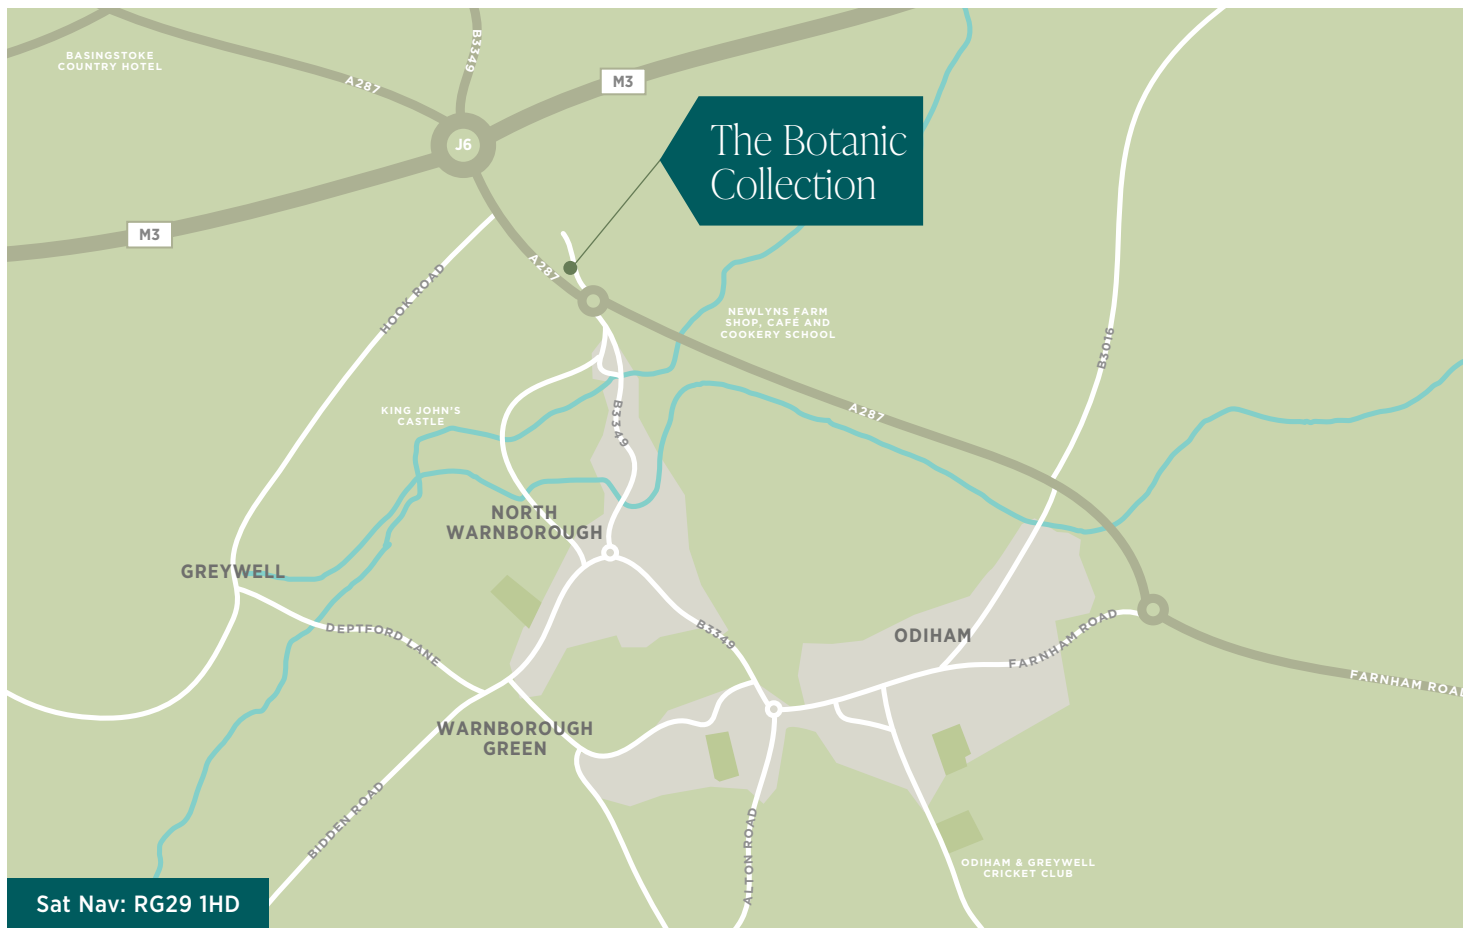 BASINGSTOKE
COUNTRY HOTEL
A287
B3349
M3
J6
The Botanic
Collection
M3
HOOK ROAD
A287
NEWLYNS FARM
SHOP, CAFÉ AND
COOKERY SCHOOL
B3016
KING JOHN'S
CASTLE
B3349
A287
NORTH
WARNBOROUGH
GREYWELL
DEPTFORD LANE
B3349
ODIHAM
FARNHAM ROAD
FARNHAM ROAD
WARNBOROUGH
GREEN
BIDDEN ROAD
ALTON ROAD
ODIHAM & GREYWELL
CRICKET CLUB
Sat Nav: RG29 1HD